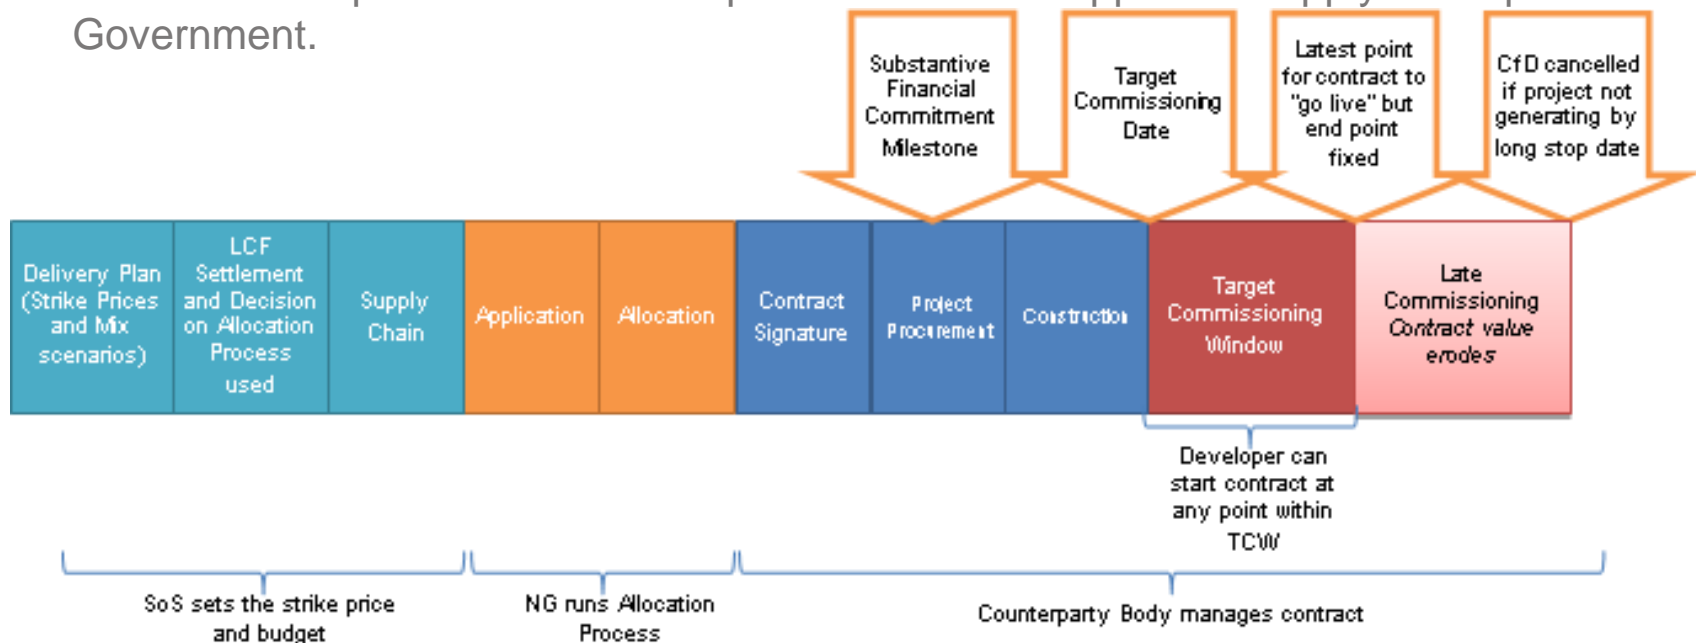 Government.
Substantive
Financial
Commitment
Milestone
Target
Commissioning
Date
Latest point
for contract to
"go live" but
end point
fixed
CfD cancelled
if project not
generating by
long stop date
Delivery Plan
(Strike Prices
and Mix
scenarios)
LCF
Settlement
and Decision
on Allocation
Process
used
Supply
Chain
Application
Allocation
Contract
Signature
Project
Procurement
Construction
Target
Commissioning
Window
Late
Commissioning
Contract value
erodes
Developer can
start contract at
any point within
TCW
SoS sets the strike price
and budget
NG runs Allocation
Process
Counterparty Body manages contract